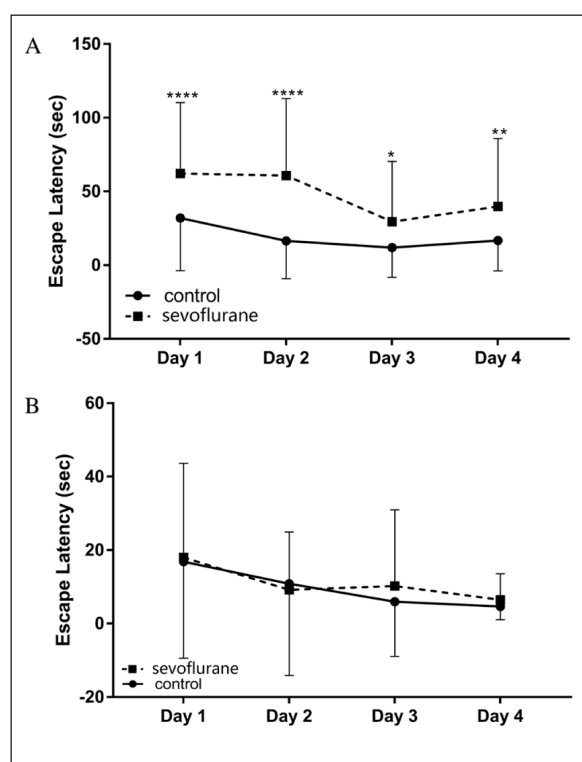 A
Escape Latency (sec)
150
100
50
0
-50
****
****
*
**
control
sevoflurane
Day 1 Day 2 Day 3 Day 4
B
Escape Latency (sec)
60
40
20
0
-20
sevoflurane
control
Day 1 Day 2 Day 3 Day 4